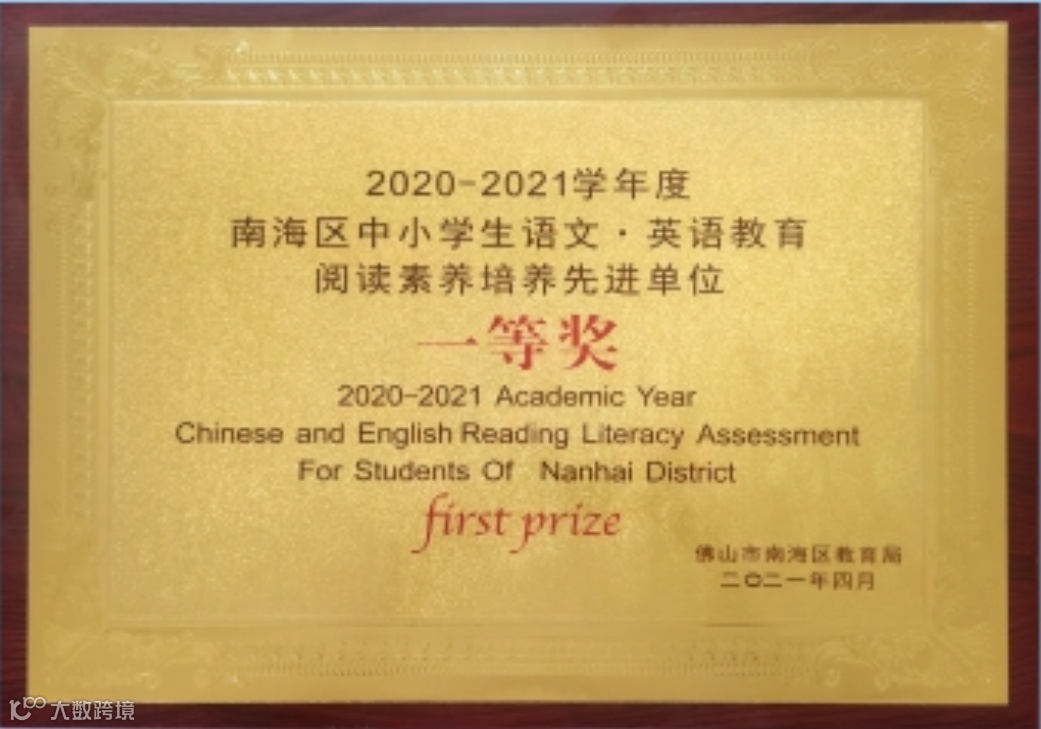 2020-2021学年度
南海区中小学生语文·英语教育
阅读素养培养先进单位
一等奖
2020-2021 Academic Year
Chinese and English Reading Literacy Assessment
For Students Of Nanhai District
first prize
佛山市南海区教育局
二〇二一年四月
大数跨境